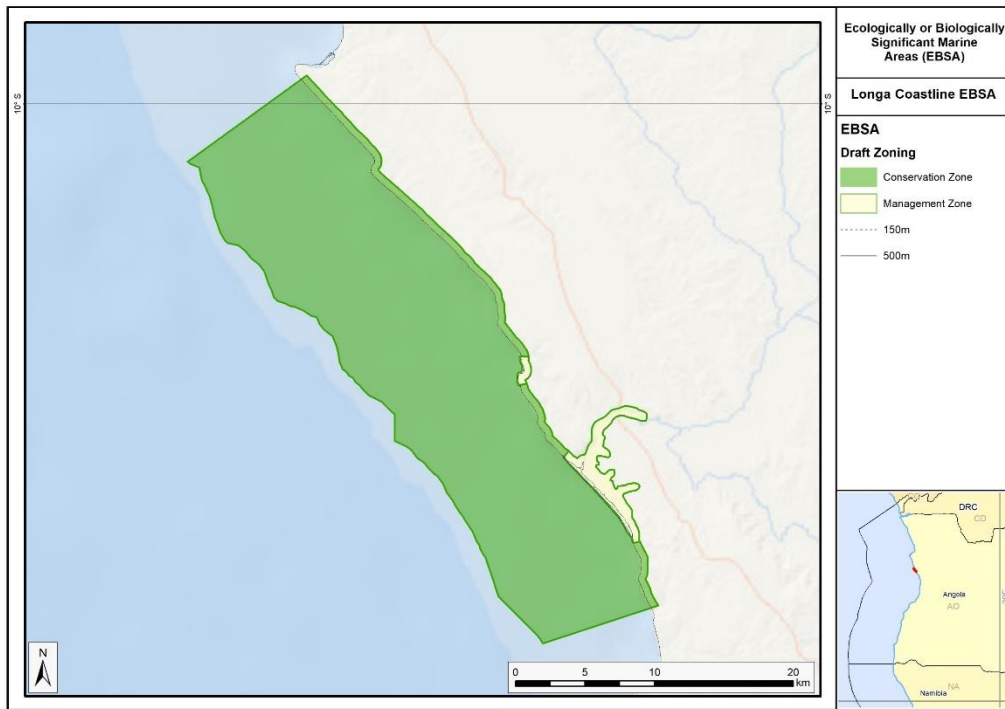 Ecologically or Biologically
Significant Marine
Areas (EBSA)
Longa Coastline EBSA
EBSA
Draft Zoning
Conservation Zone
Management Zone
150m
500m
10° S
10° S
N
0 5 10 20
km
DRC
CD
Angola
AO
NA
Namibia